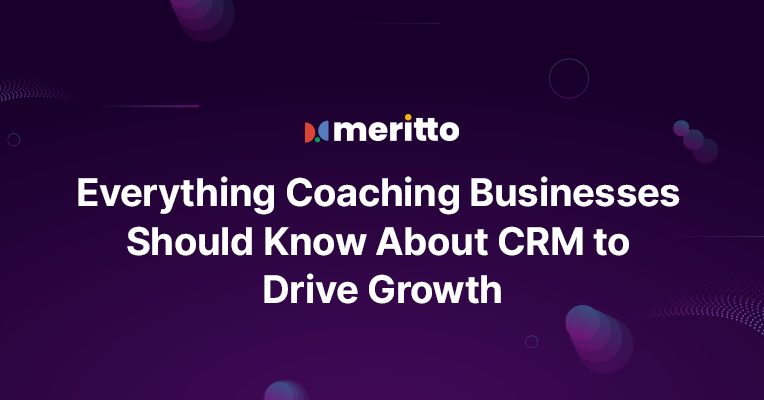 meritto
Everything Coaching Businesses
Should Know About CRM to
Drive Growth